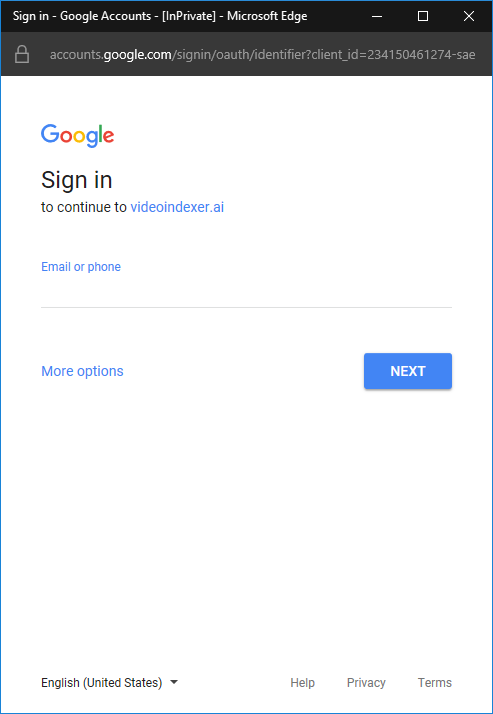 Sign in - Google Accounts - [InPrivate] - Microsoft Edge
accounts.google.com/signin/oauth/identifier?client_id=234150461274-sae
Google
Sign in
to continue to videoindexer.ai
Email or phone
More options NEXT
English (United States) Help Privacy Terms